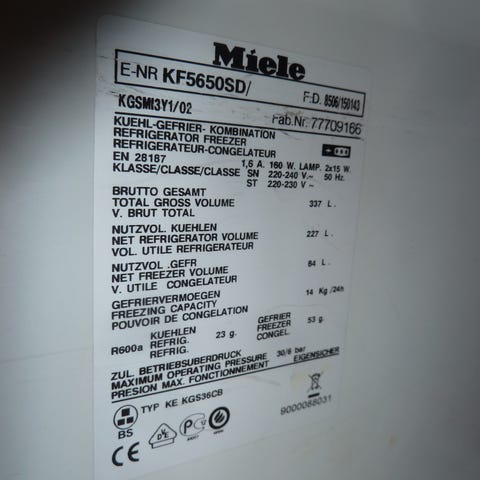 Miele
E-NR KF5650SD/ F.D. 8506/150143
KGSMI3Y1/02 Fab.Nr. 77709166
KUEHL-GEFRIER- KOMBINATION
REFRIGERATOR FREEZER
REFRIGERATEUR-CONGELATEUR
EN 28187 1,6 A. 160 W. LAMP. 2x15 W
KLASSE/CLASSE/CLASSE SN 220-240 V.~ 50 Hz.
ST 220-230 V.~
BRUTTO GESAMT
TOTAL GROSS VOLUME 337 L.
V. BRUT TOTAL
NUTZVOL. KUEHLEN
NET REFRIGERATOR VOLUME 227 L.
VOL. UTILE REFRIGERATEUR
NUTZVOL .GEFR
NET FREEZER VOLUME 64 L.
V. UTILE CONGELATEUR
GEFRIERVERMOEGEN
FREEZING CAPACITY 14 Kg/24h
POUVOIR DE CONGELATION
KUEHLEN GEFRIER
R600a REFRIG. 23 g. FREEZER 53 g.
REFRIG. CONGEL.
ZUL. BETRIEBSUBERDRUCK
MAXIMUM OPERATING PRESSURE 30/6 bar EIGENSICHER
PRESION MAX. FONCTIONNEMENT
TYP KE KGS36CB
BS
9000088031
CE